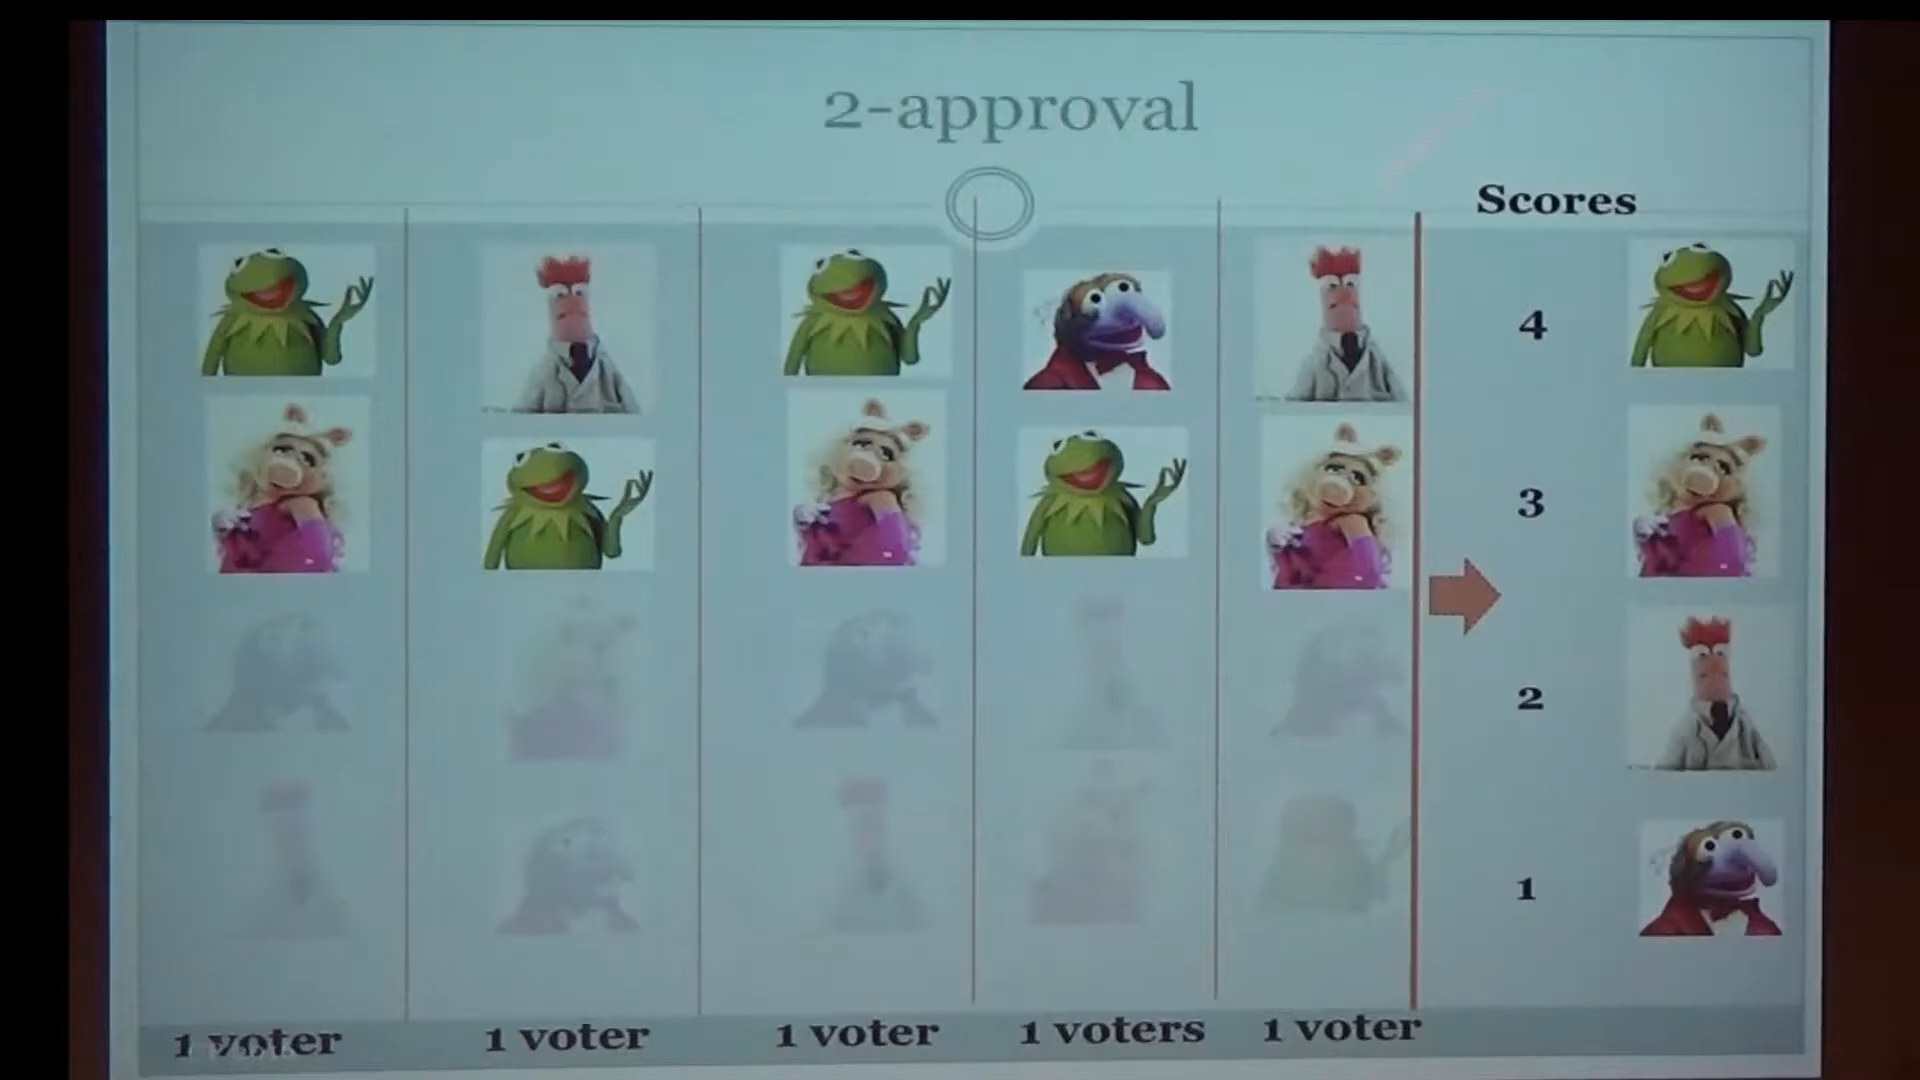 2-approval
Scores
4
3
2
1
1 voter
1 voter
1 voter
1 voters
1 voter